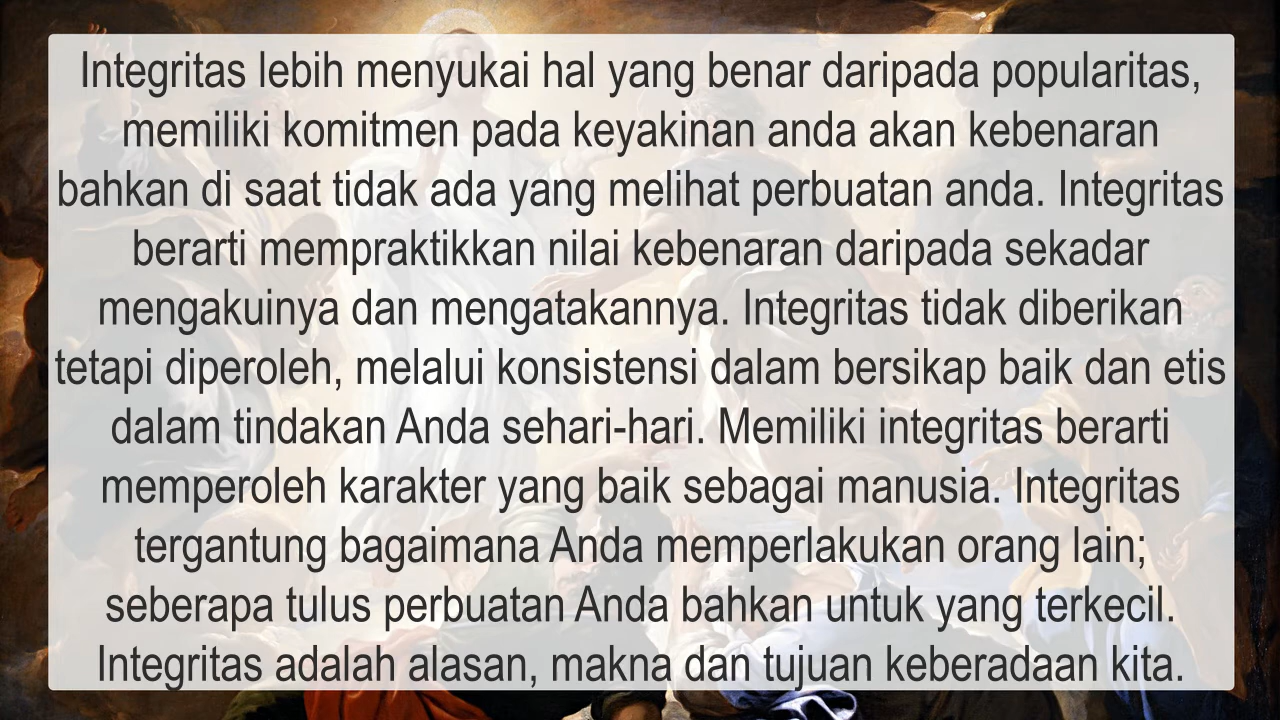 Integritas lebih menyukai hal yang benar daripada popularitas,
memiliki komitmen pada keyakinan anda akan kebenaran
bahkan di saat tidak ada yang melihat perbuatan anda. Integritas
berarti mempraktikkan nilai kebenaran daripada sekadar
mengakuinya dan mengatakannya. Integritas tidak diberikan
tetapi diperoleh, melalui konsistensi dalam bersikap baik dan etis
dalam tindakan Anda sehari-hari. Memiliki integritas berarti
memperoleh karakter yang baik sebagai manusia. Integritas
tergantung bagaimana Anda memperlakukan orang lain;
seberapa tulus perbuatan Anda bahkan untuk yang terkecil.
Integritas adalah alasan, makna dan tujuan keberadaan kita.